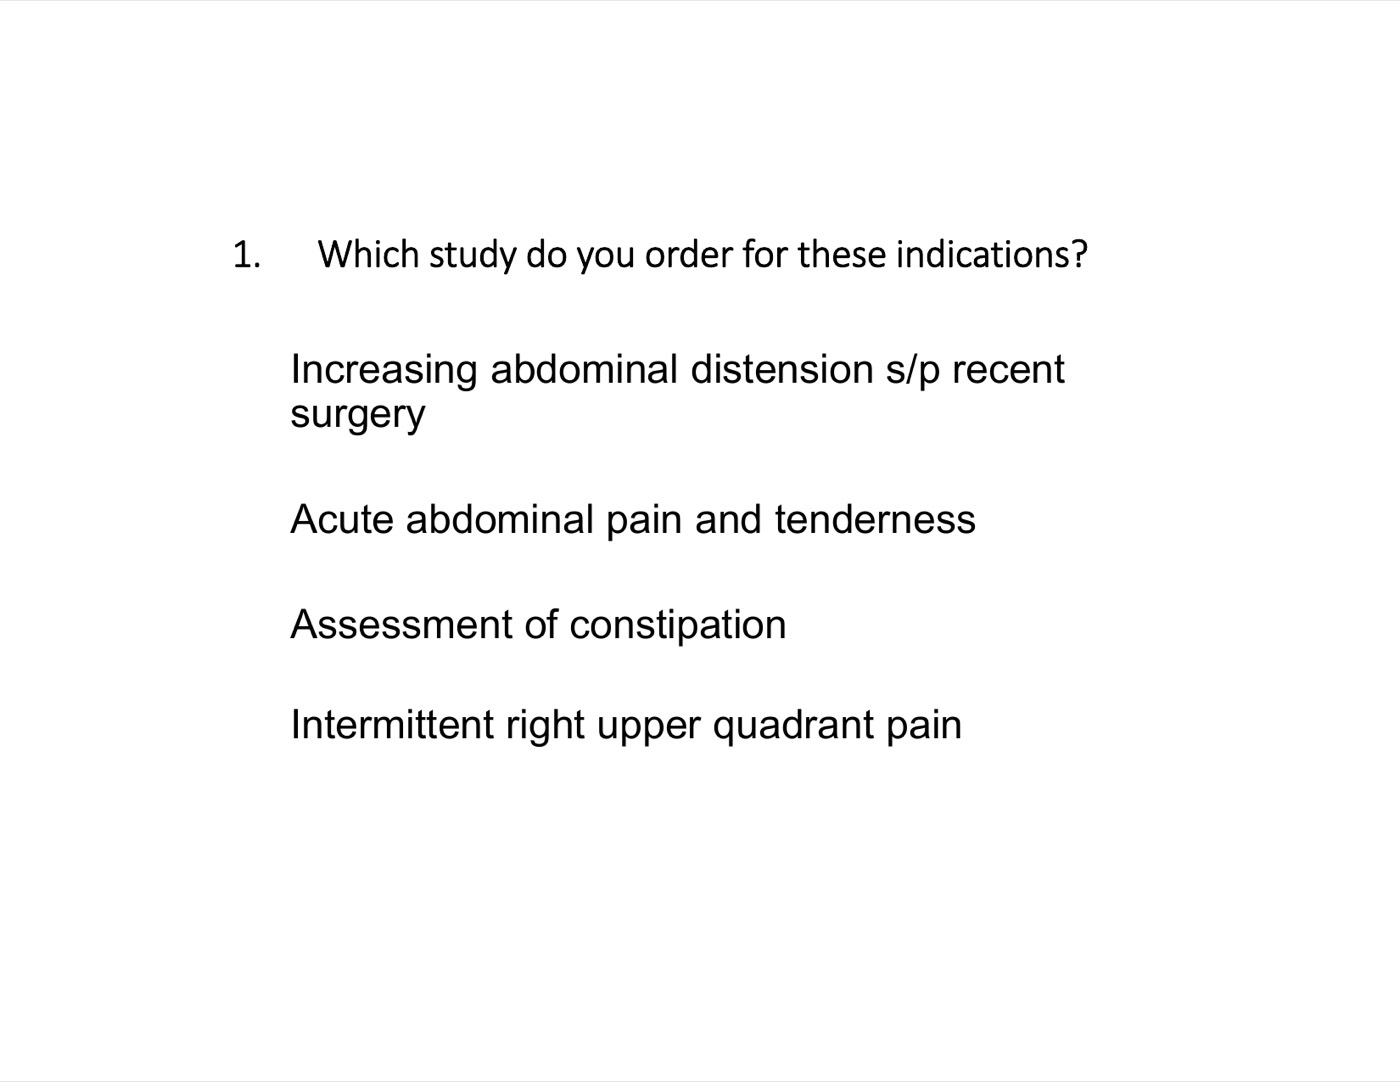 1. Which study do you order for these indications?
Increasing abdominal distension s/p recent
surgery
Acute abdominal pain and tenderness
Assessment of constipation
Intermittent right upper quadrant pain